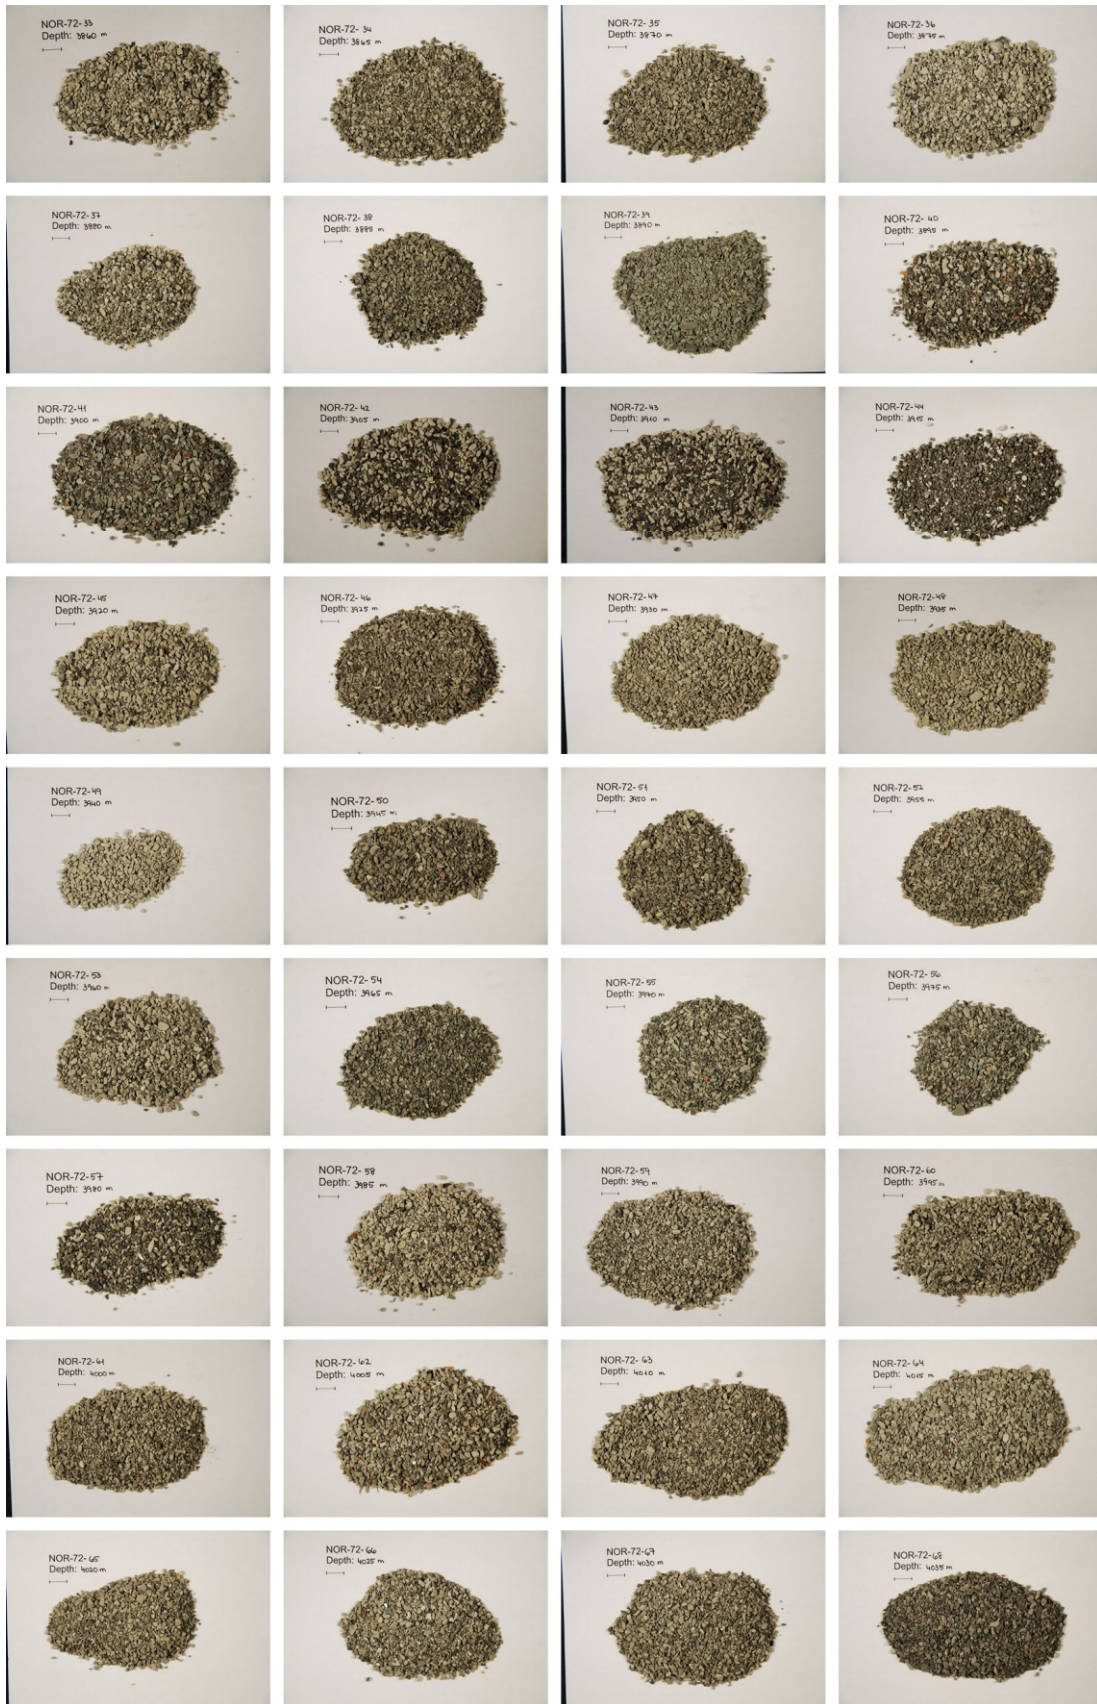 NOR-72-33
Depth: 3860 m
NOR-72-34
Depth: 3865 m
NOR-72-35
Depth: 3870 m
NOR-72-36
Depth: 3875 m
NOR-72-37
Depth: 3880 m
NOR-72-38
Depth: 3885 m
NOR-72-39
Depth: 3890 m
NOR-72-40
Depth: 3895 m
NOR-72-41
Depth: 3900 m
NOR-72-42
Depth: 3905 m
NOR-72-43
Depth: 3910 m
NOR-72-44
Depth: 3915 m
NOR-72-45
Depth: 3920 m
NOR-72-46
Depth: 3925 m
NOR-72-47
Depth: 3930 m
NOR-72-48
Depth: 3935 m
NOR-72-49
Depth: 3940 m
NOR-72-50
Depth: 3945 m
NOR-72-51
Depth: 3950 m
NOR-72-52
Depth: 3955 m
NOR-72-53
Depth: 3960 m
NOR-72-54
Depth: 3965 m
NOR-72-55
Depth: 3970 m
NOR-72-56
Depth: 3975 m
NOR-72-57
Depth: 3980 m
NOR-72-58
Depth: 3985 m
NOR-72-59
Depth: 3990 m
NOR-72-60
Depth: 3995 m
NOR-72-61
Depth: 4000 m
NOR-72-62
Depth: 4005 m
NOR-72-63
Depth: 4010 m
NOR-72-64
Depth: 4015 m
NOR-72-65
Depth: 4020 m
NOR-72-66
Depth: 4025 m
NOR-72-67
Depth: 4030 m
NOR-72-68
Depth: 4035 m